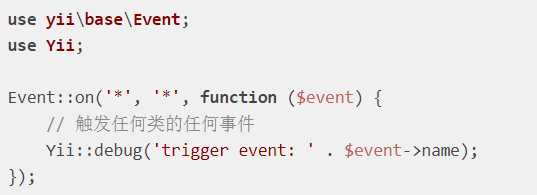 use yii\base\Event;
use Yii;
Event::on('*', '*', function ($event) {
    // 触发任何类的任何事件
    Yii::debug('trigger event: ' . $event->name);
});